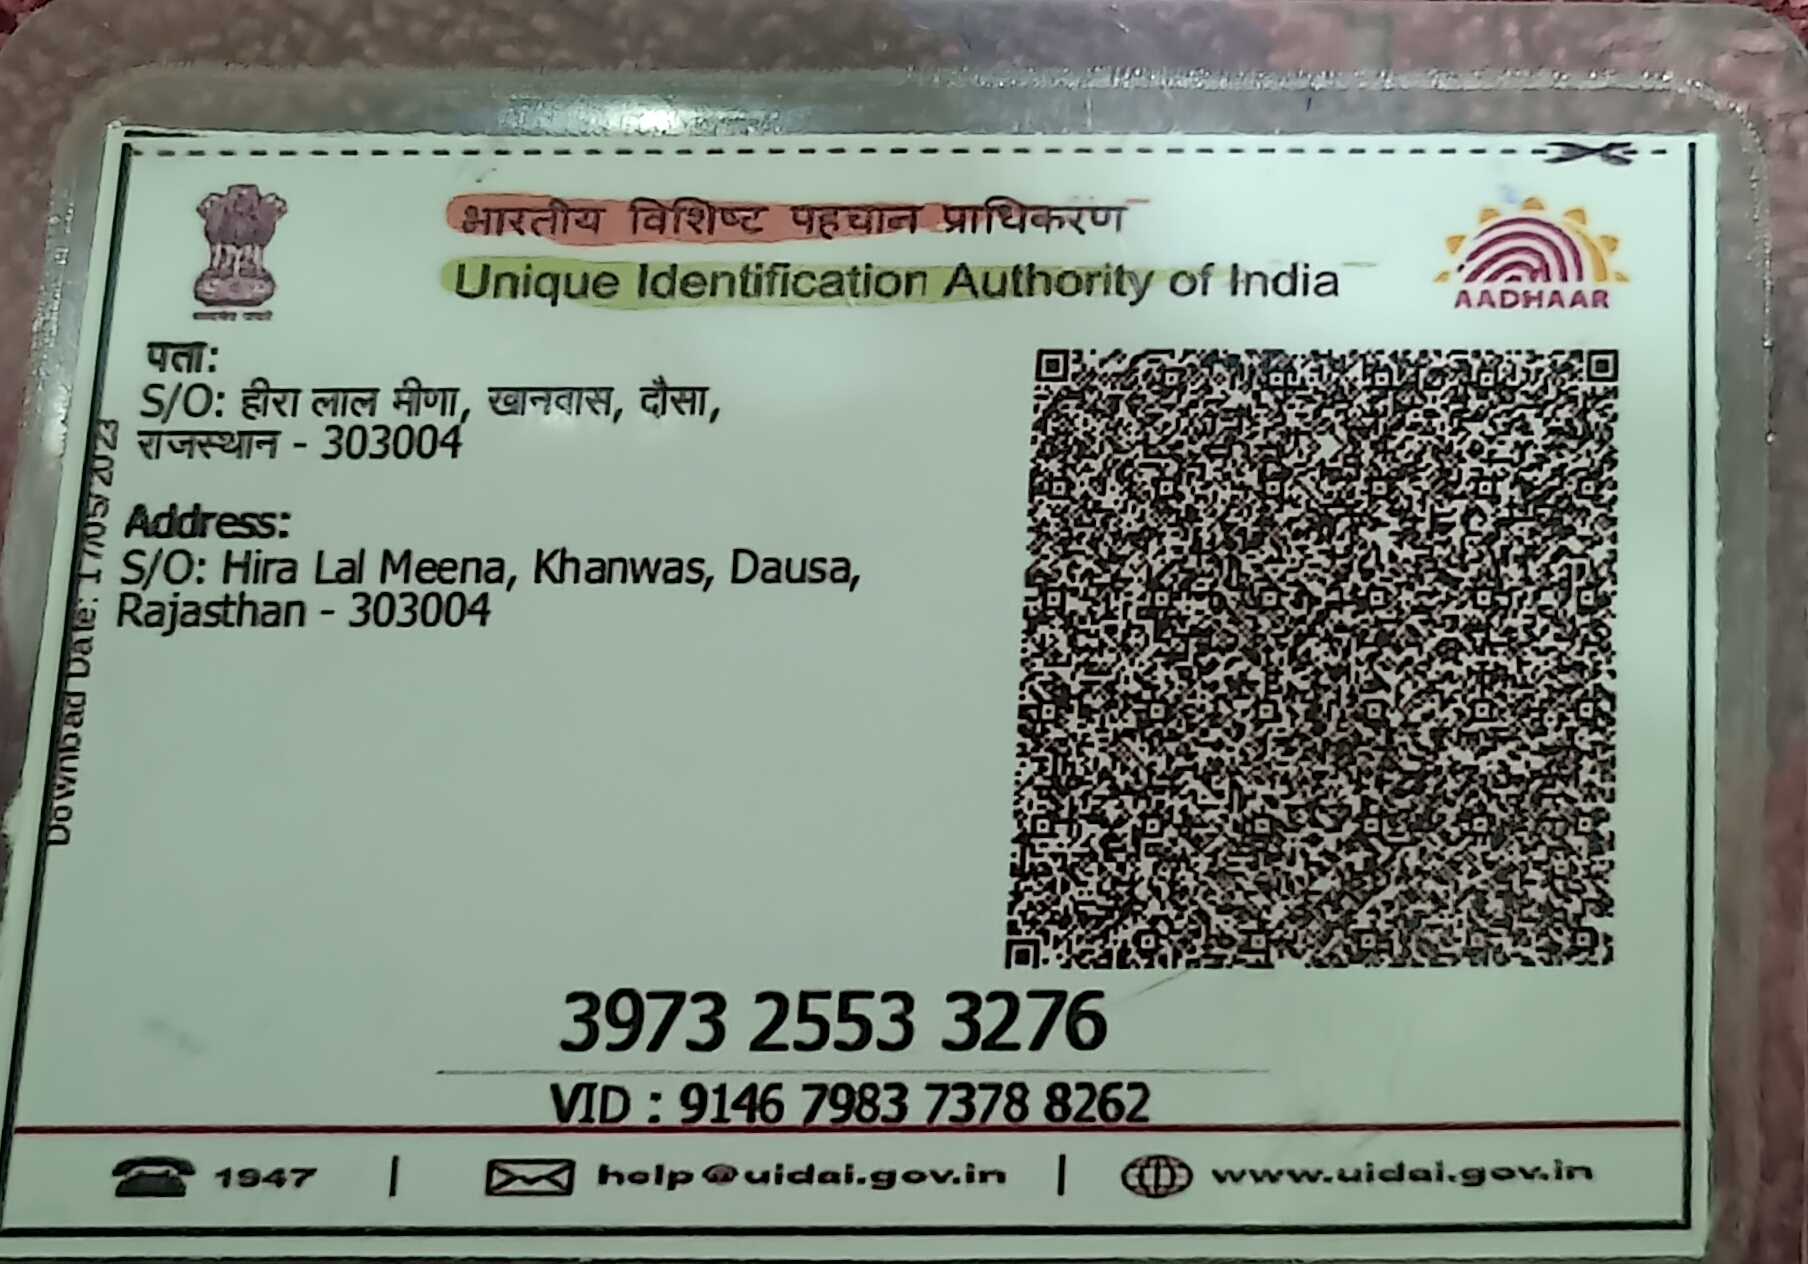 भारतीय विशिष्ट पहचान प्राधिकरण
Unique Identification Authority of India
AADHAAR
पता:
S/O: हीरा लाल मीणा, खानवास, दौसा,
राजस्थान - 303004
Address:
S/O: Hira Lal Meena, Khanwas, Dausa,
Rajasthan - 303004
Download Date: 17/05/2023
3973 2553 3276
VID : 9146 7983 7378 8262
1947 | help@uidai.gov.in | www.uidai.gov.in